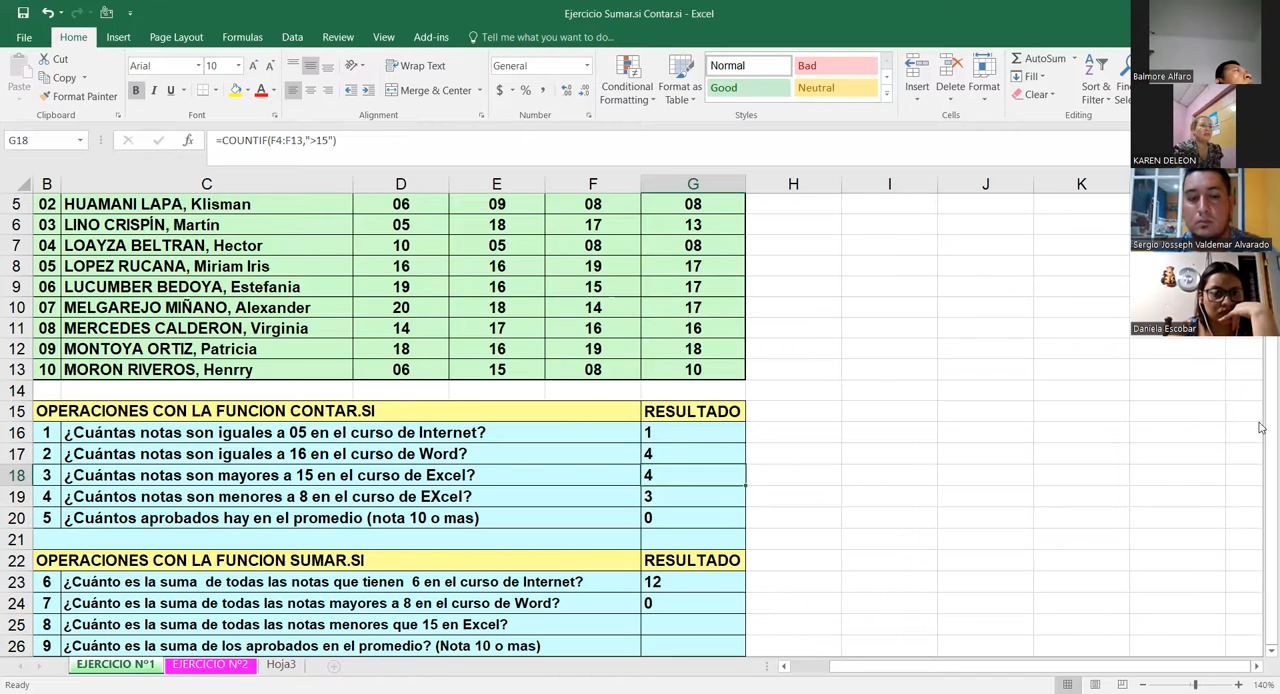 Ejercicio Sumar.si Contar.si - Excel
File Home Insert Page Layout Formulas Data Review View Add-ins Tell me what you want to do...
Cut
Copy
Format Painter
Paste
Clipboard
Arial 10
B I U
Font
Wrap Text
Merge & Center
Alignment
General
$ % ,
Number
Conditional Formatting
Format as Table
Normal Bad
Good Neutral
Styles
Insert Delete Format
Cells
AutoSum
Fill
Clear
Sort & Filter
Editing
Balmore Alfaro
KAREN DELEON
Sergio Josseph Valdemar Alvarado
Daniela Escobar
G18 fx =COUNTIF(F4:F13,">15")
B C D E F G H I J K
5 02 HUAMANI LAPA, Klisman 06 09 08 08
6 03 LINO CRISPÍN, Martín 05 18 17 13
7 04 LOAYZA BELTRAN, Hector 10 05 08 08
8 05 LOPEZ RUCANA, Miriam Iris 16 16 19 17
9 06 LUCUMBER BEDOYA, Estefania 19 16 15 17
10 07 MELGAREJO MIÑANO, Alexander 20 18 14 17
11 08 MERCEDES CALDERON, Virginia 14 17 16 16
12 09 MONTOYA ORTIZ, Patricia 18 16 19 18
13 10 MORON RIVEROS, Henrry 06 15 08 10
14
15 OPERACIONES CON LA FUNCION CONTAR.SI RESULTADO
16 1 ¿Cuántas notas son iguales a 05 en el curso de Internet? 1
17 2 ¿Cuántas notas son iguales a 16 en el curso de Word? 4
18 3 ¿Cuántas notas son mayores a 15 en el curso de Excel? 4
19 4 ¿Cuántos notas son menores a 8 en el curso de EXcel? 3
20 5 ¿Cuántos aprobados hay en el promedio (nota 10 o mas) 0
21
22 OPERACIONES CON LA FUNCION SUMAR.SI RESULTADO
23 6 ¿Cuánto es la suma de todas las notas que tienen 6 en el curso de Internet? 12
24 7 ¿Cuánto es la suma de todas las notas mayores a 8 en el curso de Word? 0
25 8 ¿Cuánto es la suma de todas las notas menores que 15 en Excel?
26 9 ¿Cuánto es la suma de los aprobados en el promedio? (Nota 10 o mas)
EJERCICIO Nº1 EJERCICIO Nº2 Hoja3
Ready 140%